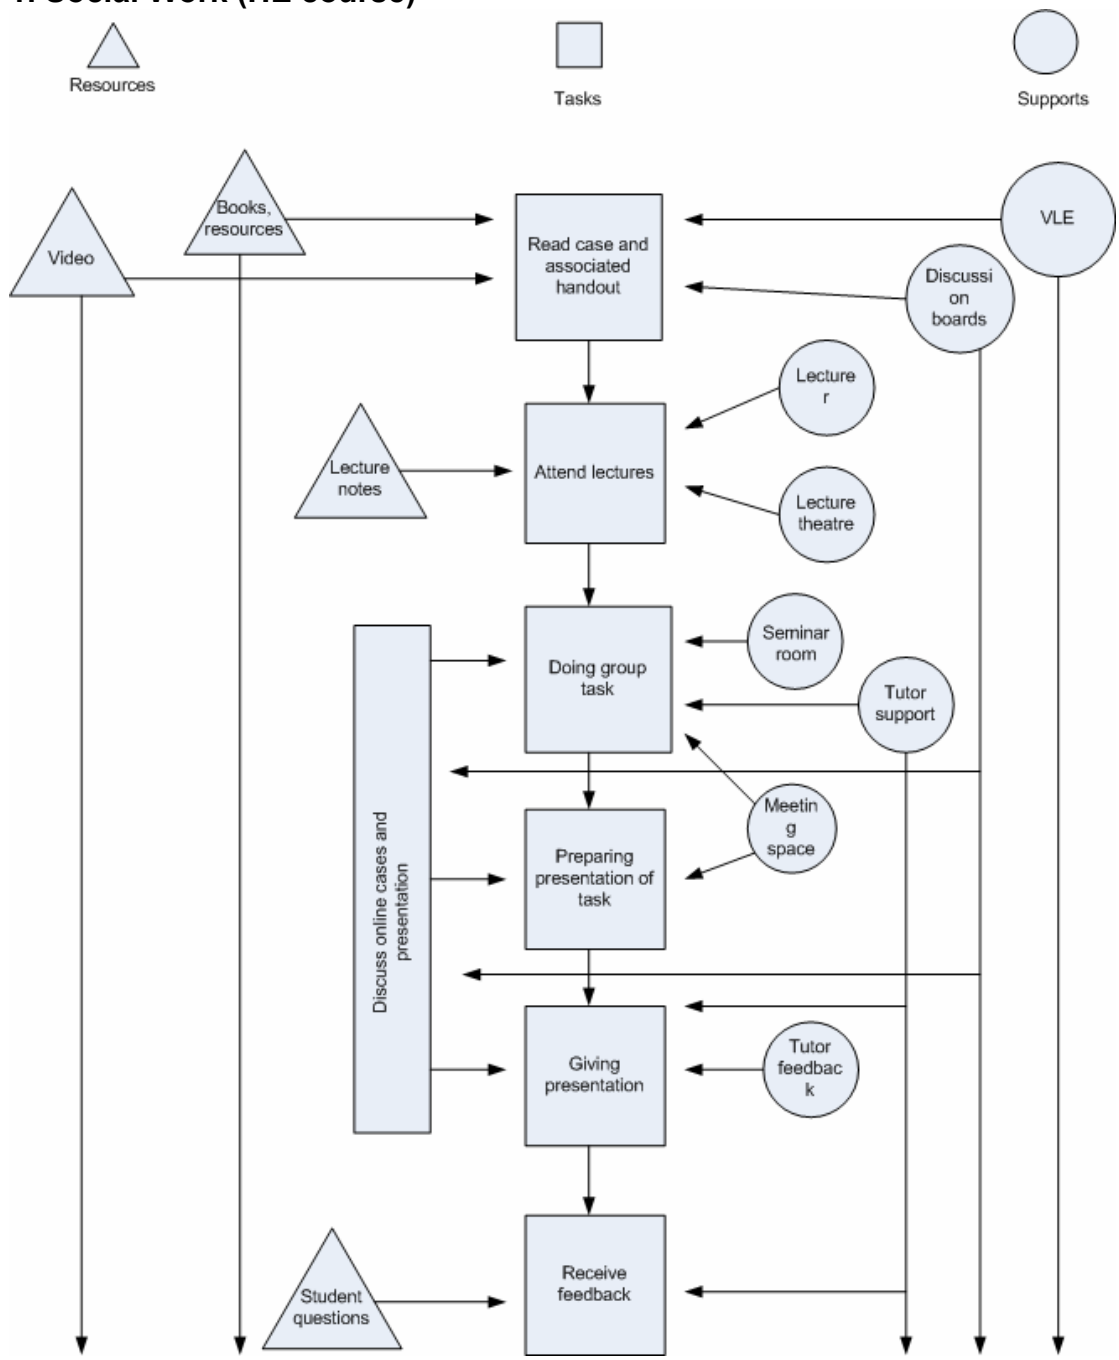 Resources
Tasks
Supports
Books,
resources
Video
Read case and
associated
handout
VLE
Discussi
on
boards
Lecture
r
Lecture
notes
Attend lectures
Lecture
theatre
Seminar
room
Doing group
task
Tutor
support
Discuss online cases and
presentation
Meetin
g
space
Preparing
presentation of
task
Giving
presentation
Tutor
feedbac
k
Receive
feedback
Student
questions